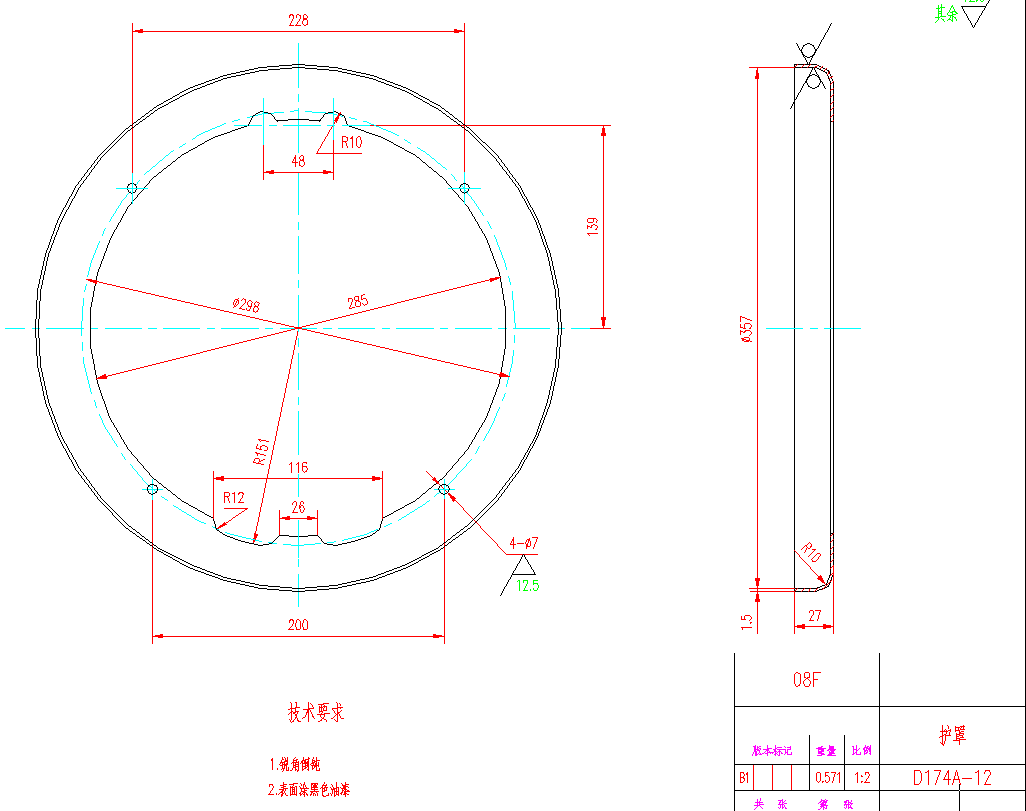 其余
228
R10
48
139
ø298
285
ø357
R151
116
R12
26
4-ø7
12.5
R10
200
1.5
27
技术要求
1.锐角倒钝
2.表面涂黑色油漆
08F
护罩
版本标记 重量 比例
B1 0.571 1:2 D174A-12
共 张 第 张